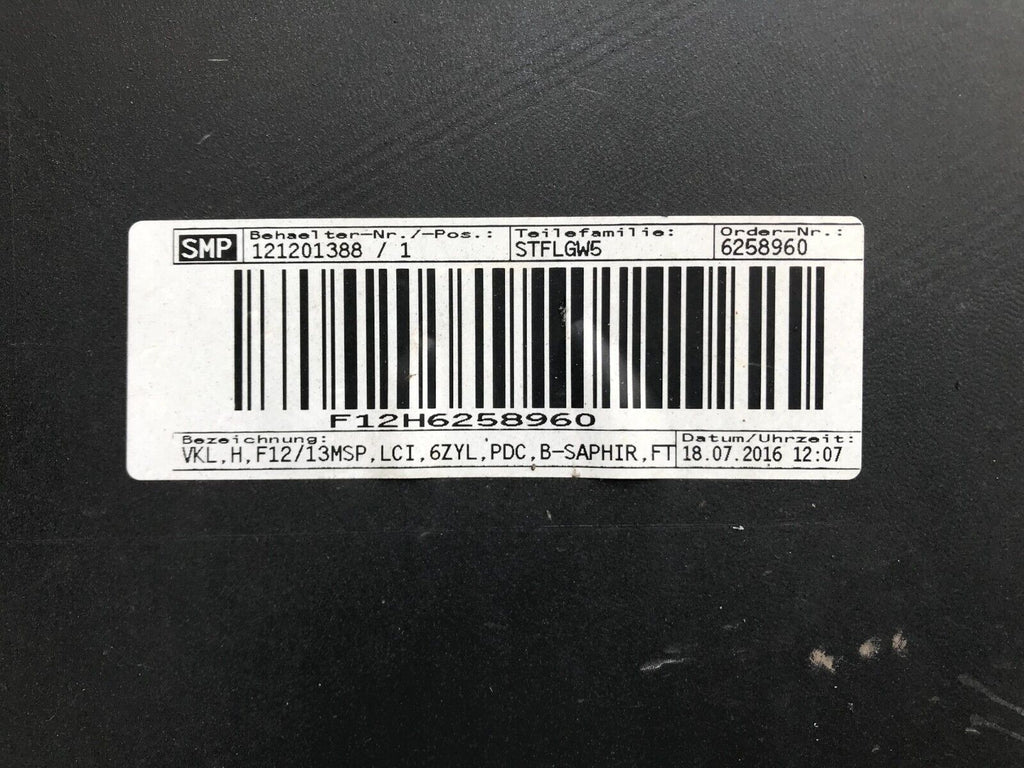 SMP Behaelter-Nr./-Pos.: Teilefamilie: Order-Nr.:
121201388 / 1 STFLGW5 6258960
F12H6258960
Bezeichnung: Datum/Uhrzeit:
VKL,H,F12/13MSP,LCI,6ZYL,PDC,B-SAPHIR,FT 18.07.2016 12:07